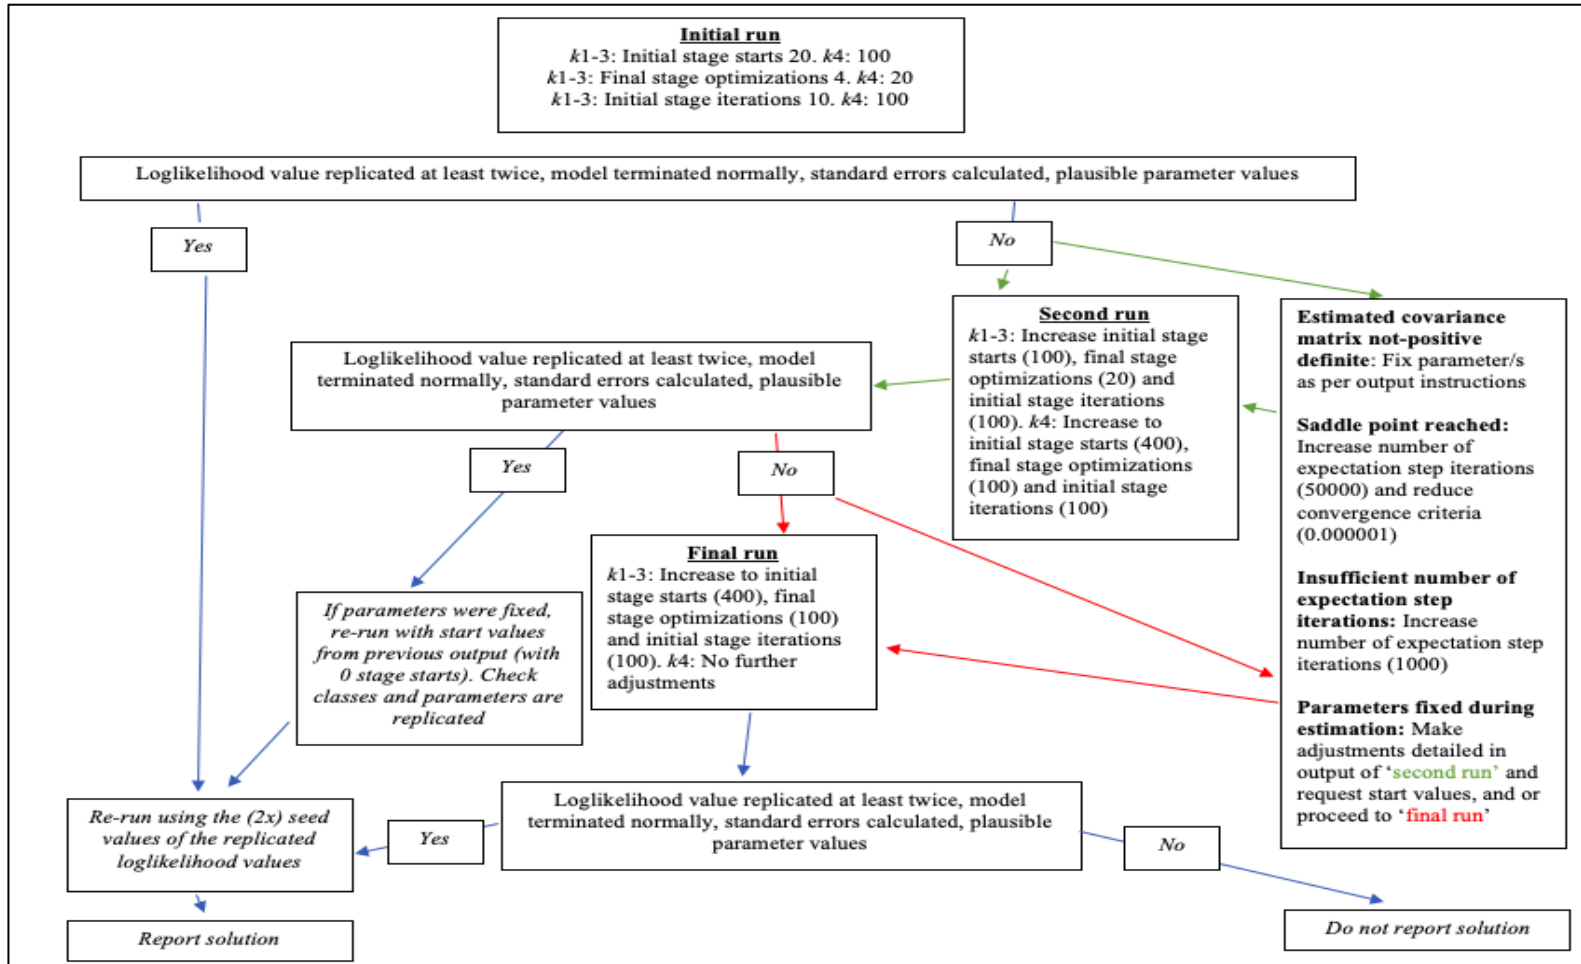 Initial run
k1-3: Initial stage starts 20. k4: 100
k1-3: Final stage optimizations 4. k4: 20
k1-3: Initial stage iterations 10. k4: 100
Loglikelihood value replicated at least twice, model terminated normally, standard errors calculated, plausible parameter values
Yes
No
Second run
k1-3: Increase initial stage
starts (100), final stage
optimizations (20) and
initial stage iterations
(100). k4: Increase to
initial stage starts (400),
final stage optimizations
(100) and initial stage
iterations (100)
Estimated covariance
matrix not-positive
definite: Fix parameter/s
as per output instructions
Saddle point reached:
Increase number of
expectation step iterations
(50000) and reduce
convergence criteria
(0.000001)
Insufficient number of
expectation step
iterations: Increase
number of expectation step
iterations (1000)
Parameters fixed during
estimation: Make
adjustments detailed in
output of ‘second run’ and
request start values, and or
proceed to ‘final run’
Loglikelihood value replicated at least twice, model
terminated normally, standard errors calculated, plausible
parameter values
Yes
No
If parameters were fixed,
re-run with start values
from previous output (with
0 stage starts). Check
classes and parameters are
replicated
Final run
k1-3: Increase to initial
stage starts (400), final
stage optimizations (100)
and initial stage iterations
(100). k4: No further
adjustments
Loglikelihood value replicated at least twice, model
terminated normally, standard errors calculated, plausible
parameter values
Yes
No
Re-run using the (2x) seed
values of the replicated
loglikelihood values
Report solution
Do not report solution